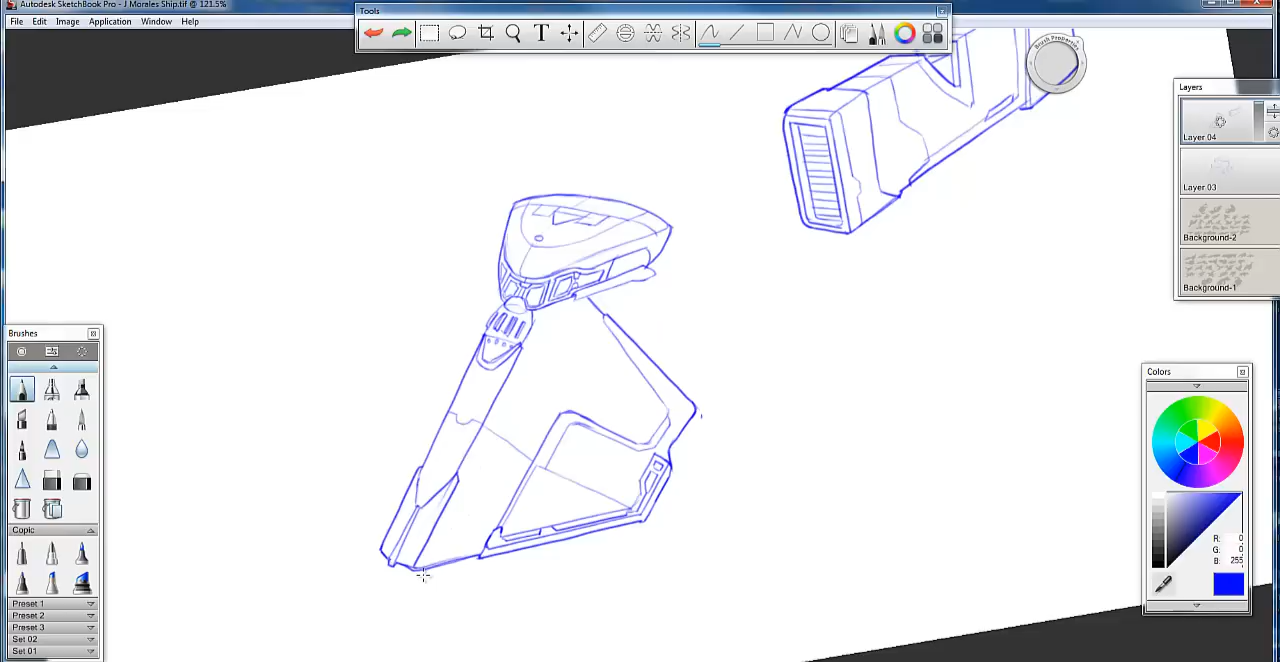 Autodesk SketchBook Pro - J Morales Ship.tif @ 121.5%
File Edit Image Application Window Help
Tools
T
Brush Properties
Layers
Layer 04
Layer 03
Background-2
Background-1
Brushes
Copic
Preset 1
Preset 2
Preset 3
Set 02
Set 01
Colors
R: 0
G: 0
B: 255